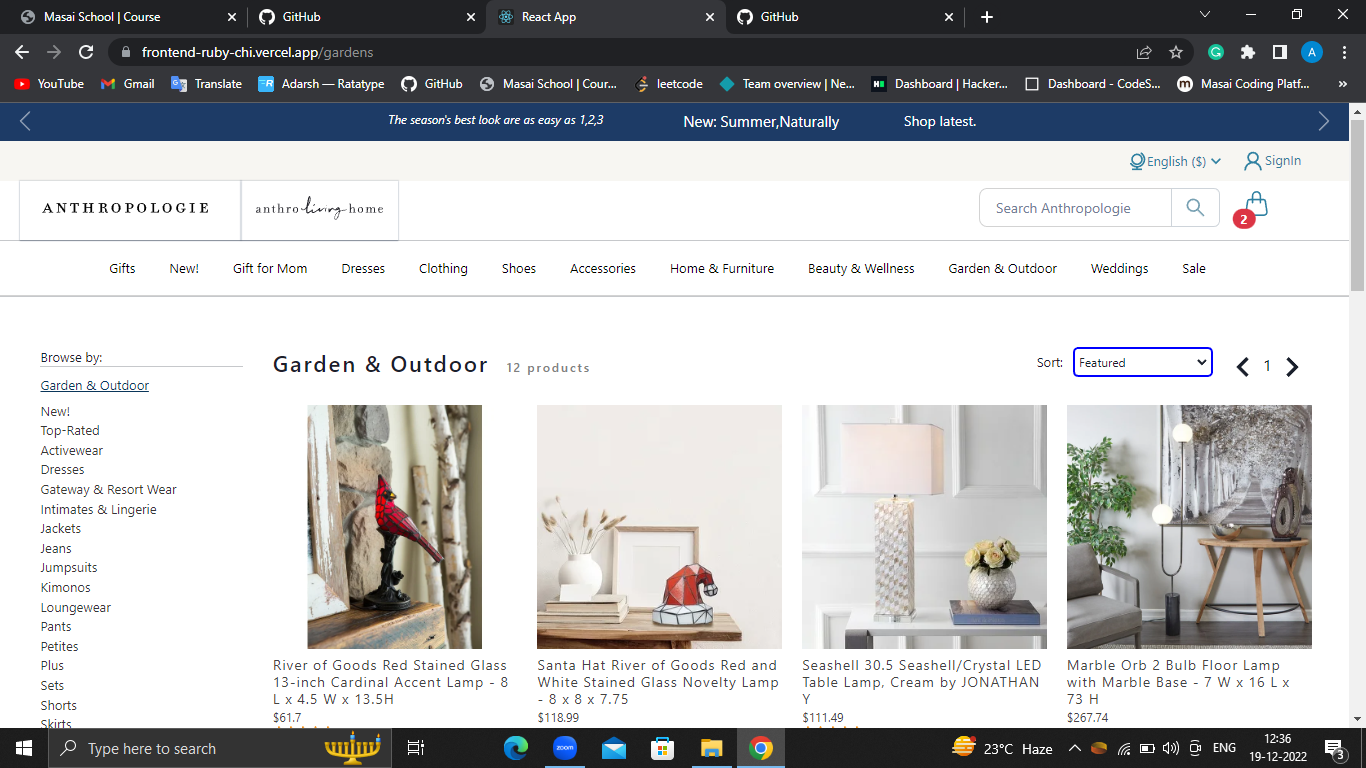 Masai School | Course
GitHub
React App
GitHub
frontend-ruby-chi.vercel.app/gardens
A
YouTube
Gmail
Translate
Adarsh — Ratatype
GitHub
Masai School | Cour...
leetcode
Team overview | Ne...
Dashboard | Hacker...
Dashboard - CodeS...
Masai Coding Platf...
The season's best look are as easy as 1,2,3
New: Summer,Naturally
Shop latest.
English ($)
SignIn
ANTHROPOLOGIE
anthro living home
Search Anthropologie
2
Gifts
New!
Gift for Mom
Dresses
Clothing
Shoes
Accessories
Home & Furniture
Beauty & Wellness
Garden & Outdoor
Weddings
Sale
Browse by:
Garden & Outdoor
New!
Top-Rated
Activewear
Dresses
Gateway & Resort Wear
Intimates & Lingerie
Jackets
Jeans
Jumpsuits
Kimonos
Loungewear
Pants
Petites
Plus
Sets
Shorts
Skirts
Garden & Outdoor
12 products
Sort:
Featured
1
River of Goods Red Stained Glass
13-inch Cardinal Accent Lamp - 8
L x 4.5 W x 13.5H
$61.7
Santa Hat River of Goods Red and
White Stained Glass Novelty Lamp
- 8 x 8 x 7.75
$118.99
Seashell 30.5 Seashell/Crystal LED
Table Lamp, Cream by JONATHAN
Y
$111.49
Marble Orb 2 Bulb Floor Lamp
with Marble Base - 7 W x 16 L x
73 H
$267.74
Type here to search
zoom
23°C Haze
ENG
12:36
19-12-2022
3